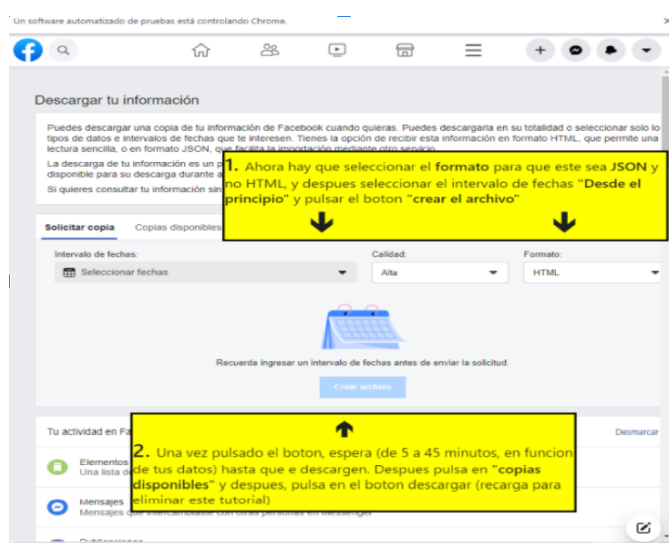 Un software automatizado de pruebas está controlando Chrome.
Descargar tu información
Puedes descargar una copia de tu información de Facebook cuando quieras. Puedes descargarla en su totalidad o seleccionar solo lo
tipos de datos e intervalos de fechas que te interesen. Tienes la opción de recibir esta información en formato HTML, que permite una
lectura sencilla, o en formato JSON, que facilita la importación mediante otro servicio.
La descarga de tu información es un p
disponible para su descarga durante a
Si quieres consultar tu información sin
1. Ahora hay que seleccionar el formato para que este sea JSON y
no HTML, y despues seleccionar el intervalo de fechas "Desde el
principio" y pulsar el boton "crear el archivo"
Solicitar copia Copias disponibles
Intervalo de fechas: Calidad: Formato:
Seleccionar fechas Alta HTML
Recuerda ingresar un intervalo de fechas antes de enviar la solicitud.
Crear archivo
Tu actividad en Fa Desmarcar
2. Una vez pulsado el boton, espera (de 5 a 45 minutos, en funcion
de tus datos) hasta que e descargen. Despues pulsa en "copias
disponibles" y despues, pulsa en el boton descargar (recarga para
eliminar este tutorial)
Elementos
Una lista d
Mensajes
Mensajes que intercambiaste con otras personas en Messenger